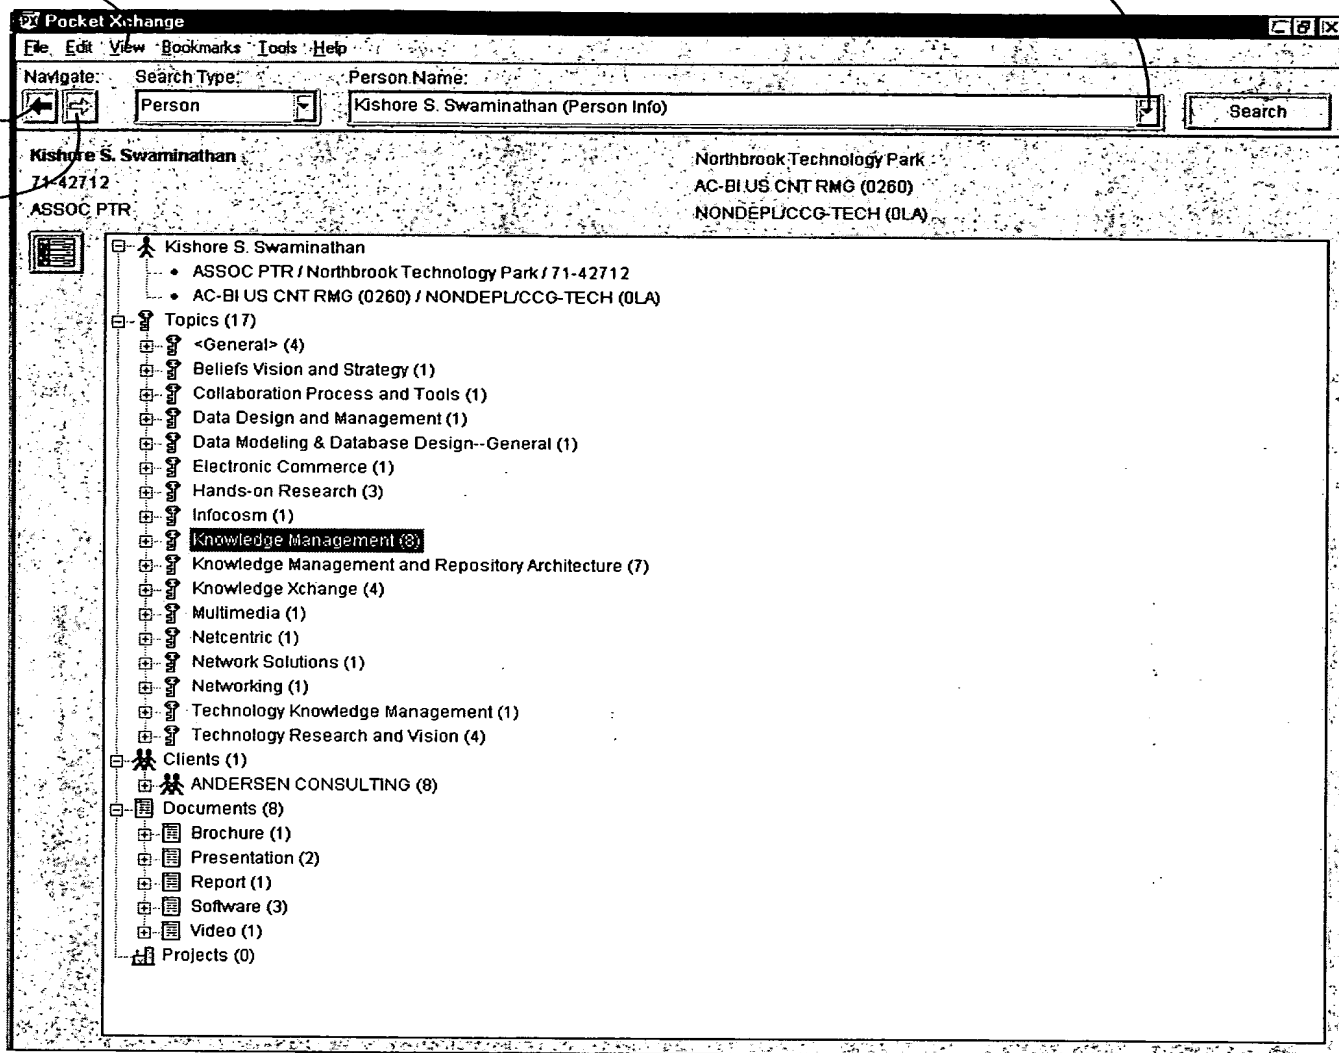 Pocket Xchange
File Edit View Bookmarks Tools Help
Navigate: Search Type: Person Name:
Person Kishore S. Swaminathan (Person Info) Search
Kishore S. Swaminathan Northbrook Technology Park
71-42712 AC-BI US CNT RMG (0260)
ASSOC PTR NONDEPL/CCG-TECH (0LA)
Kishore S. Swaminathan
• ASSOC PTR / Northbrook Technology Park / 71-42712
• AC-BI US CNT RMG (0260) / NONDEPL/CCG-TECH (0LA)
Topics (17)
<General> (4)
Beliefs Vision and Strategy (1)
Collaboration Process and Tools (1)
Data Design and Management (1)
Data Modeling & Database Design--General (1)
Electronic Commerce (1)
Hands-on Research (3)
Infocosm (1)
Knowledge Management (8)
Knowledge Management and Repository Architecture (7)
Knowledge Xchange (4)
Multimedia (1)
Netcentric (1)
Network Solutions (1)
Networking (1)
Technology Knowledge Management (1)
Technology Research and Vision (4)
Clients (1)
ANDERSEN CONSULTING (8)
Documents (8)
Brochure (1)
Presentation (2)
Report (1)
Software (3)
Video (1)
Projects (0)